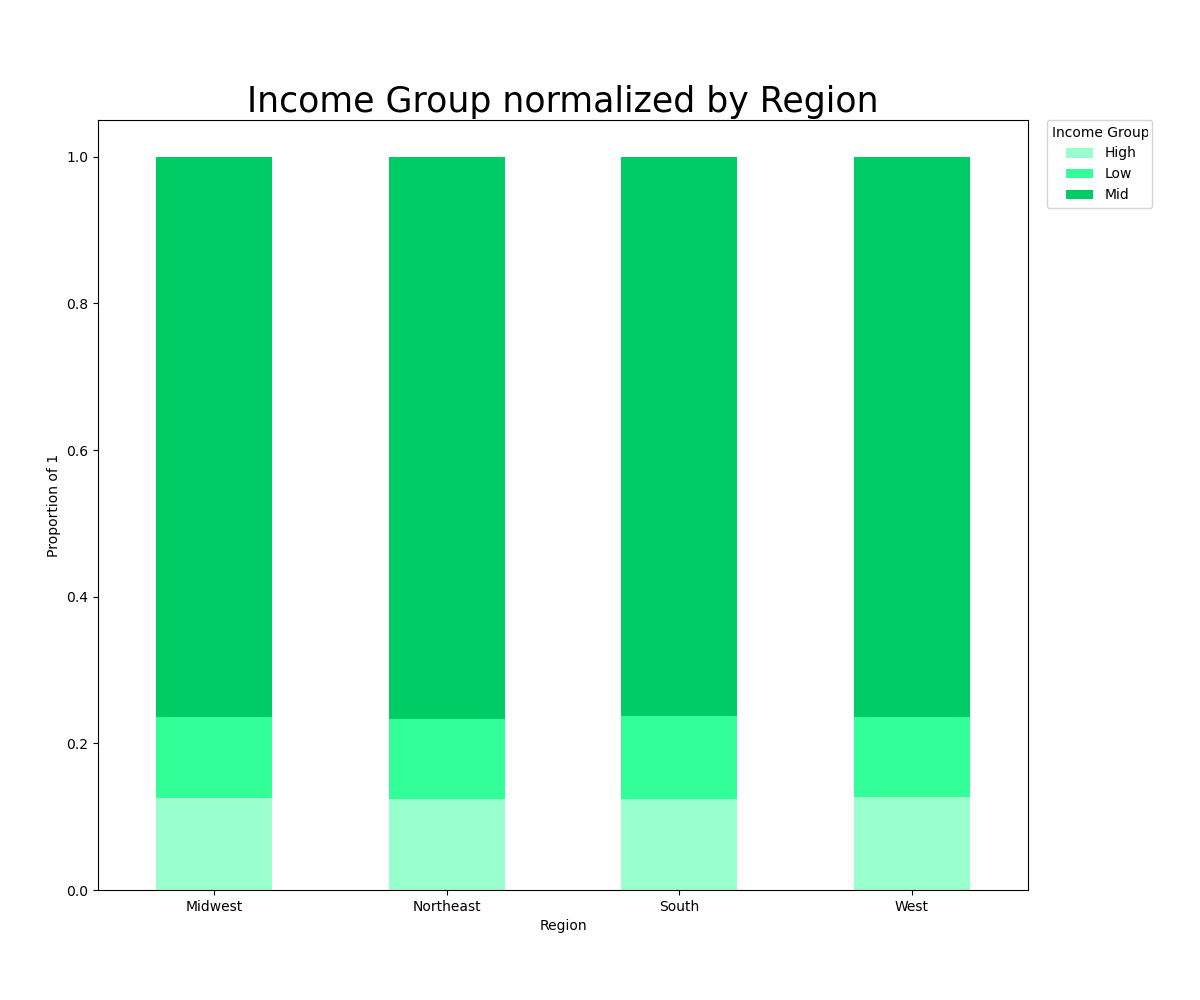 Income Group normalized by Region
Income Group
High
Low
Mid
1.0
0.8
0.6
0.4
0.2
0.0
Proportion of 1
Midwest Northeast South West
Region